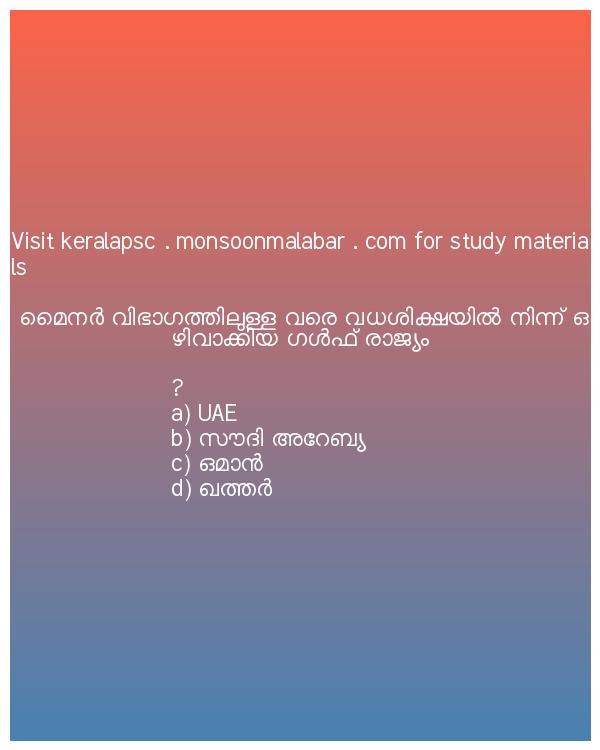 Visit keralapsc . monsoonmalabar . com for study materia
ls
മൈനർ വിഭാഗത്തിലുള്ള വരെ വധശിക്ഷയിൽ നിന്ന് ഒ
ഴിവാക്കിയ ഗൾഫ് രാജ്യം
?
a) UAE
b) സൗദി അറേബ്യ
c) ഒമാൻ
d) ഖത്തർ